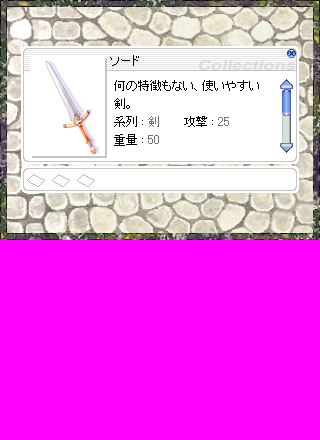 ソード
Collections
何の特徴もない、使いやすい
剣。
系列 : 剣 攻撃 : 25
重量 : 50